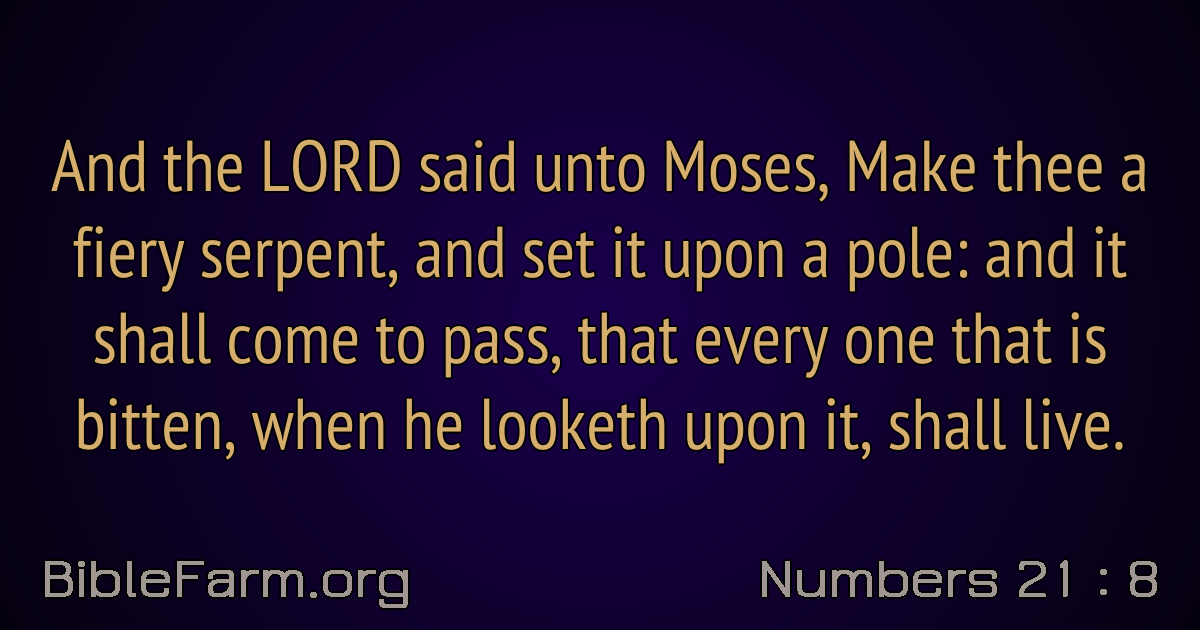 And the LORD said unto Moses, Make thee a
fiery serpent, and set it upon a pole: and it
shall come to pass, that every one that is
bitten, when he looketh upon it, shall live.
BibleFarm.org
Numbers 21 : 8